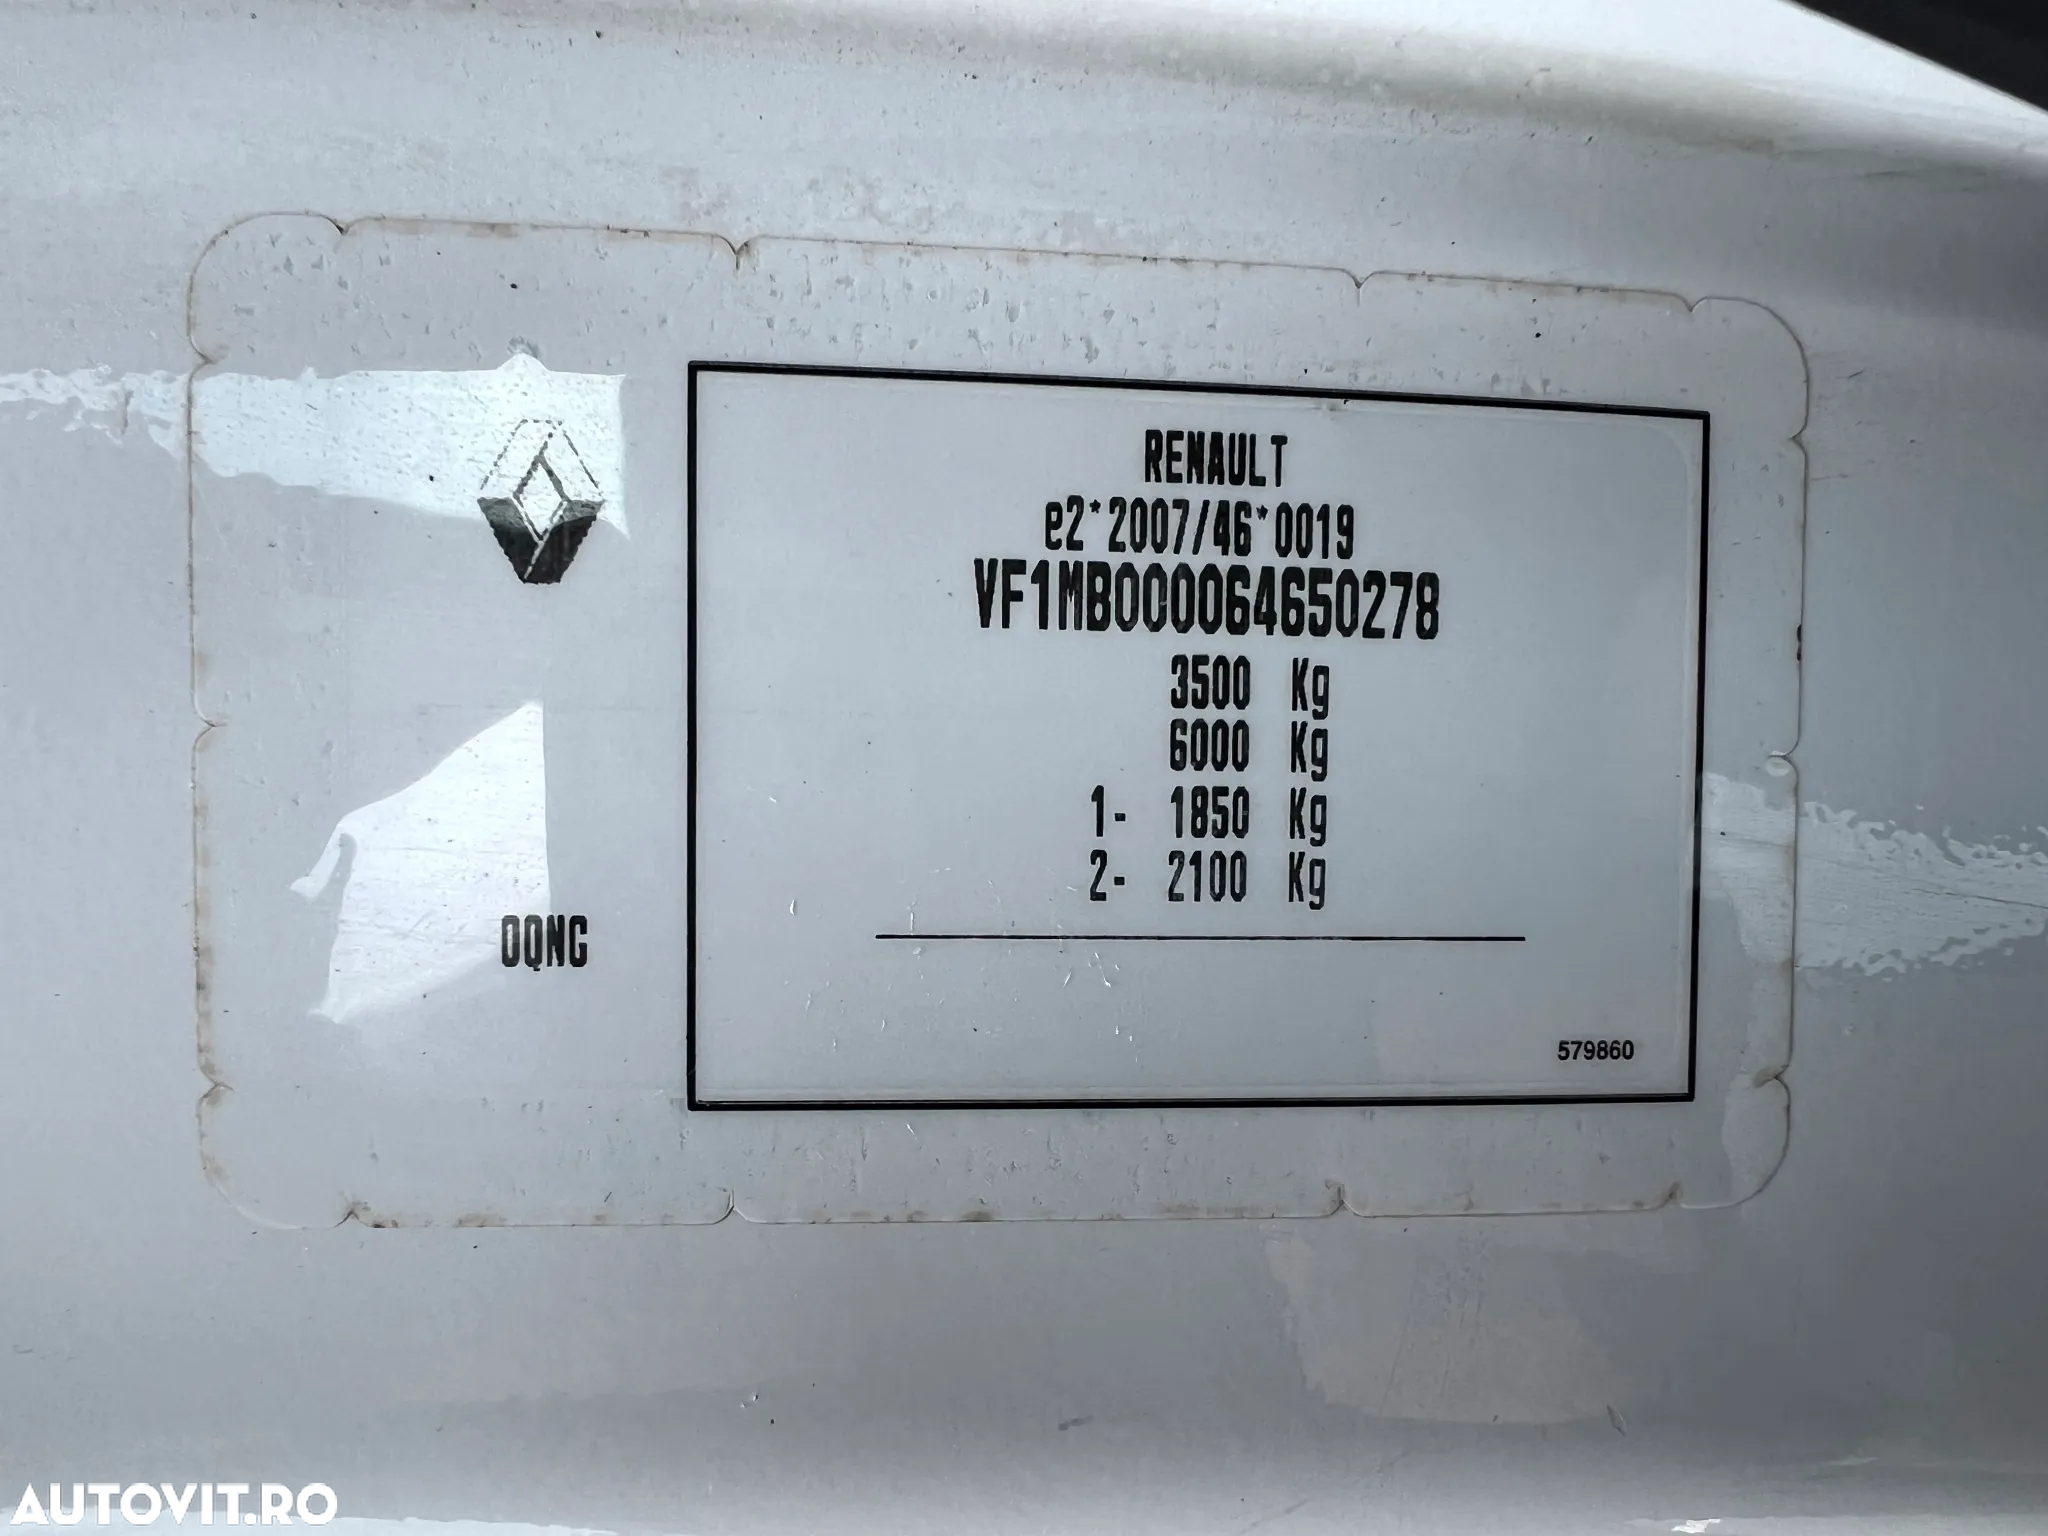 RENAULT
e2*2007/46*0019
VF1MB000064650278
3500 Kg
6000 Kg
1- 1850 Kg
2- 2100 Kg
0QNG
579860
AUTOVIT.RO